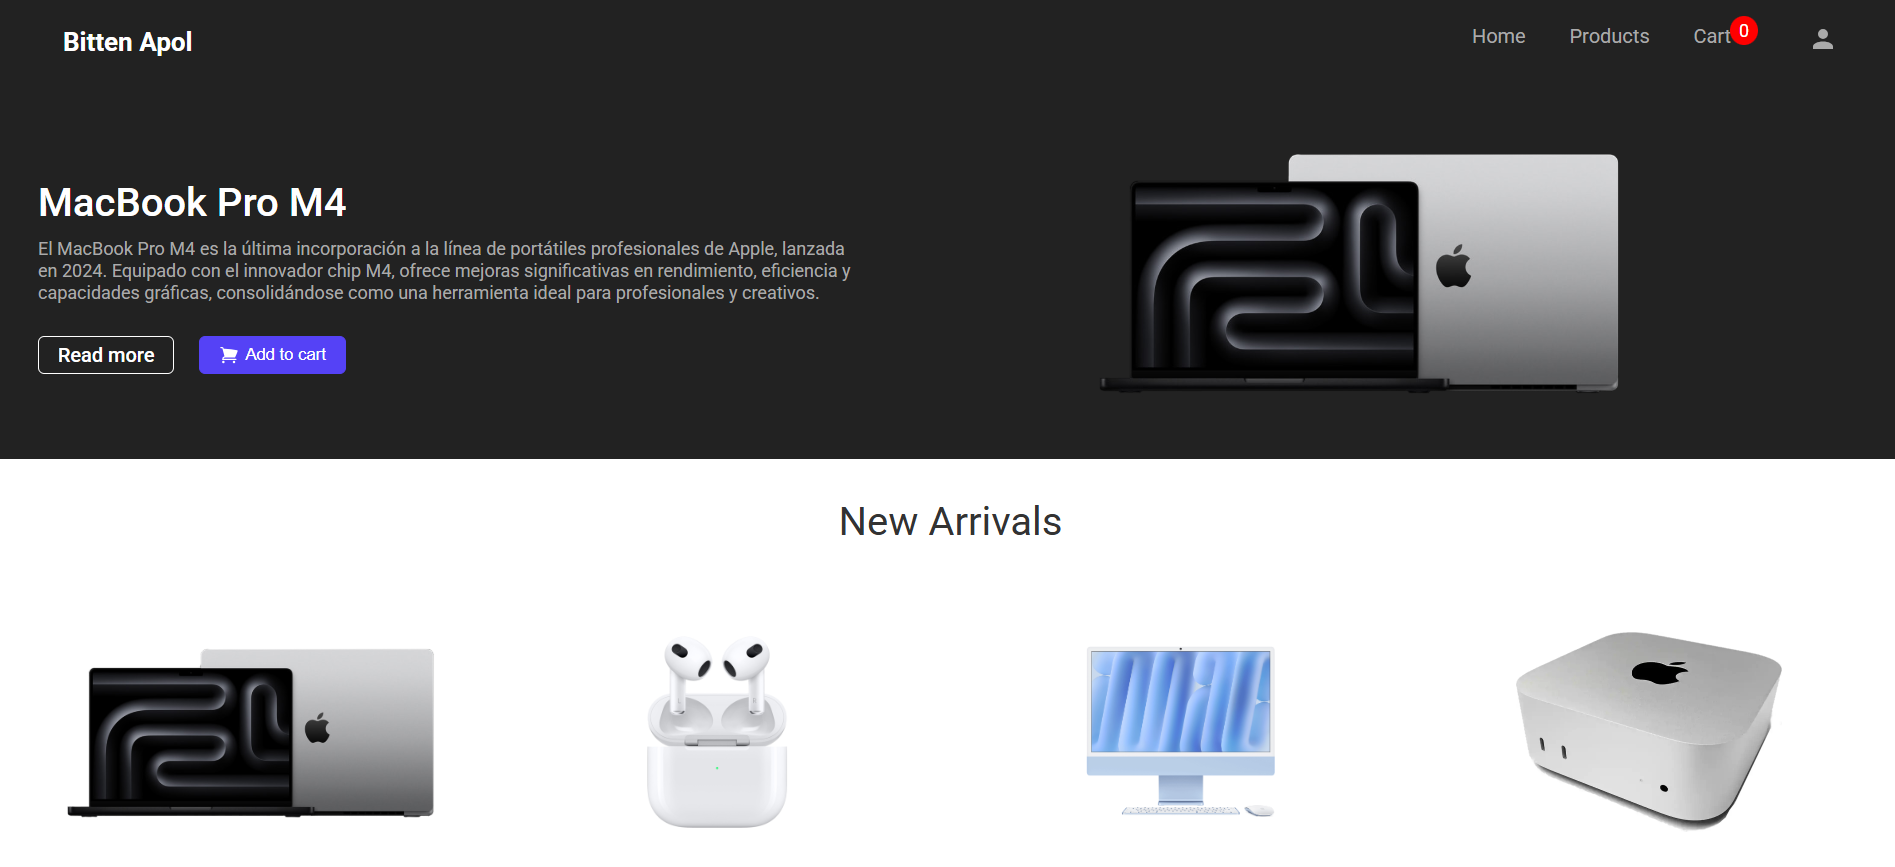 Bitten Apol
Home
Products
Cart
0
MacBook Pro M4
El MacBook Pro M4 es la última incorporación a la línea de portátiles profesionales de Apple, lanzada
en 2024. Equipado con el innovador chip M4, ofrece mejoras significativas en rendimiento, eficiencia y
capacidades gráficas, consolidándose como una herramienta ideal para profesionales y creativos.
Read more
Add to cart
New Arrivals